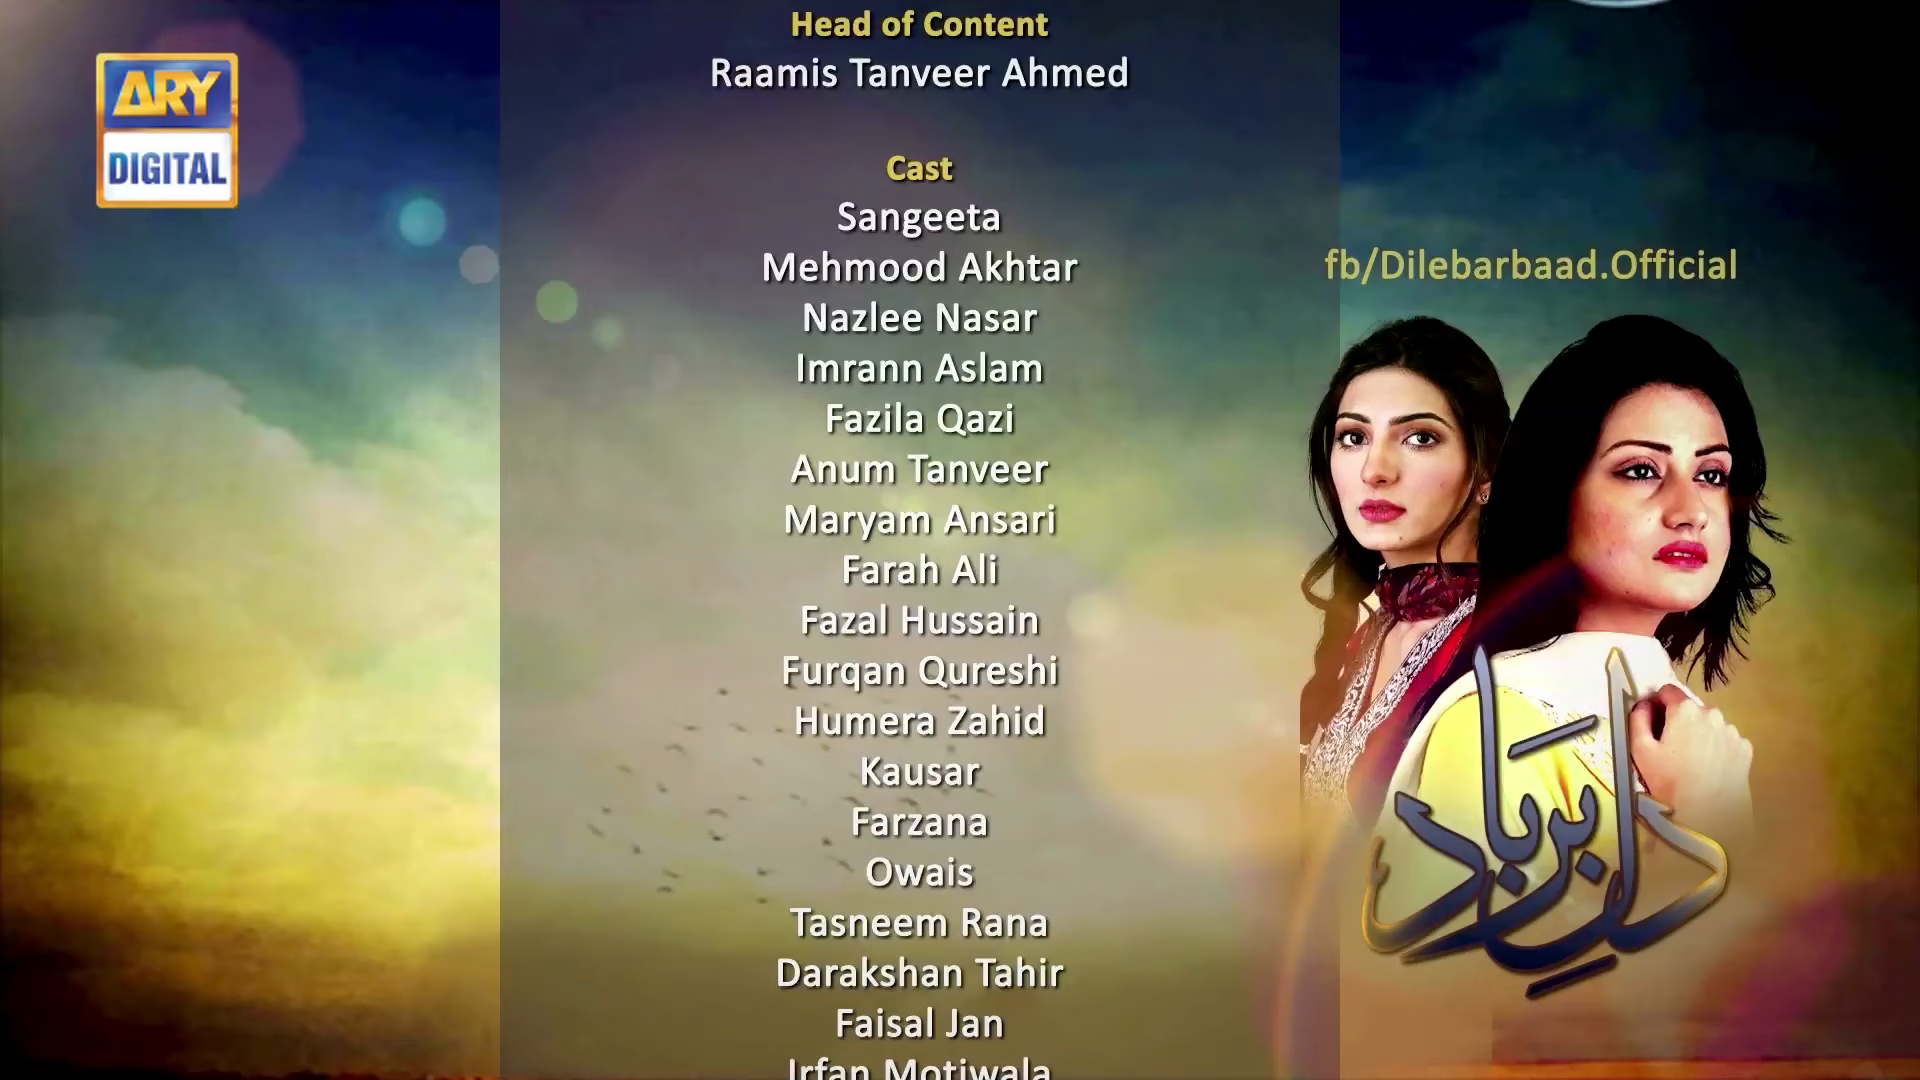 ARY
DIGITAL
Head of Content
Raamis Tanveer Ahmed
Cast
Sangeeta
Mehmood Akhtar
Nazlee Nasar
Imrann Aslam
Fazila Qazi
Anum Tanveer
Maryam Ansari
Farah Ali
Fazal Hussain
Furqan Qureshi
Humera Zahid
Kausar
Farzana
Owais
Tasneem Rana
Darakshan Tahir
Faisal Jan
Irfan Motiwala
fb/Dilebarbaad.Official
دلِ برباد